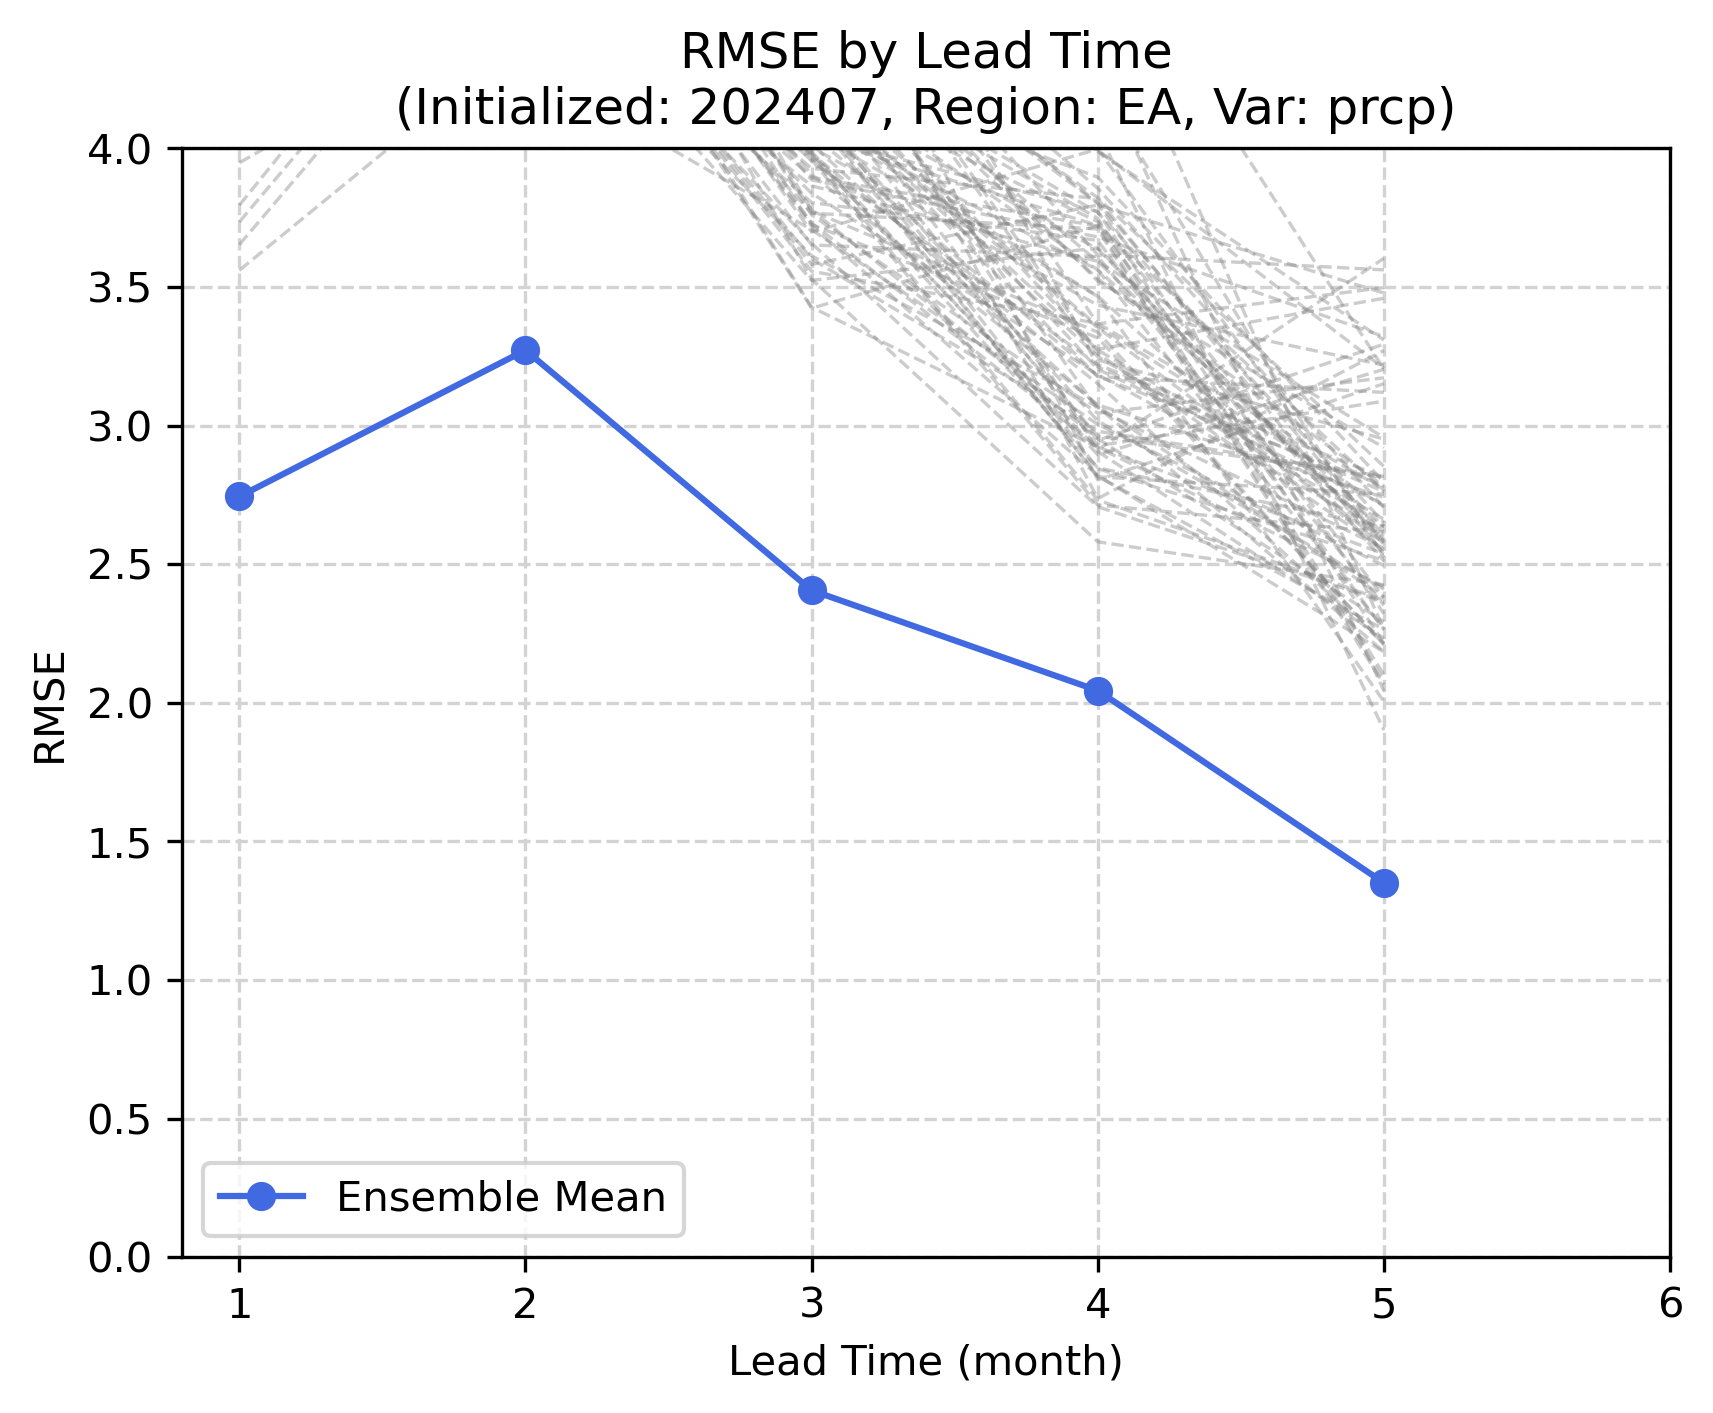 RMSE by Lead Time
(Initialized: 202407, Region: EA, Var: prcp)
4.0
3.5
3.0
2.5
2.0
1.5
1.0
0.5
0.0
RMSE
Ensemble Mean
1 2 3 4 5 6
Lead Time (month)